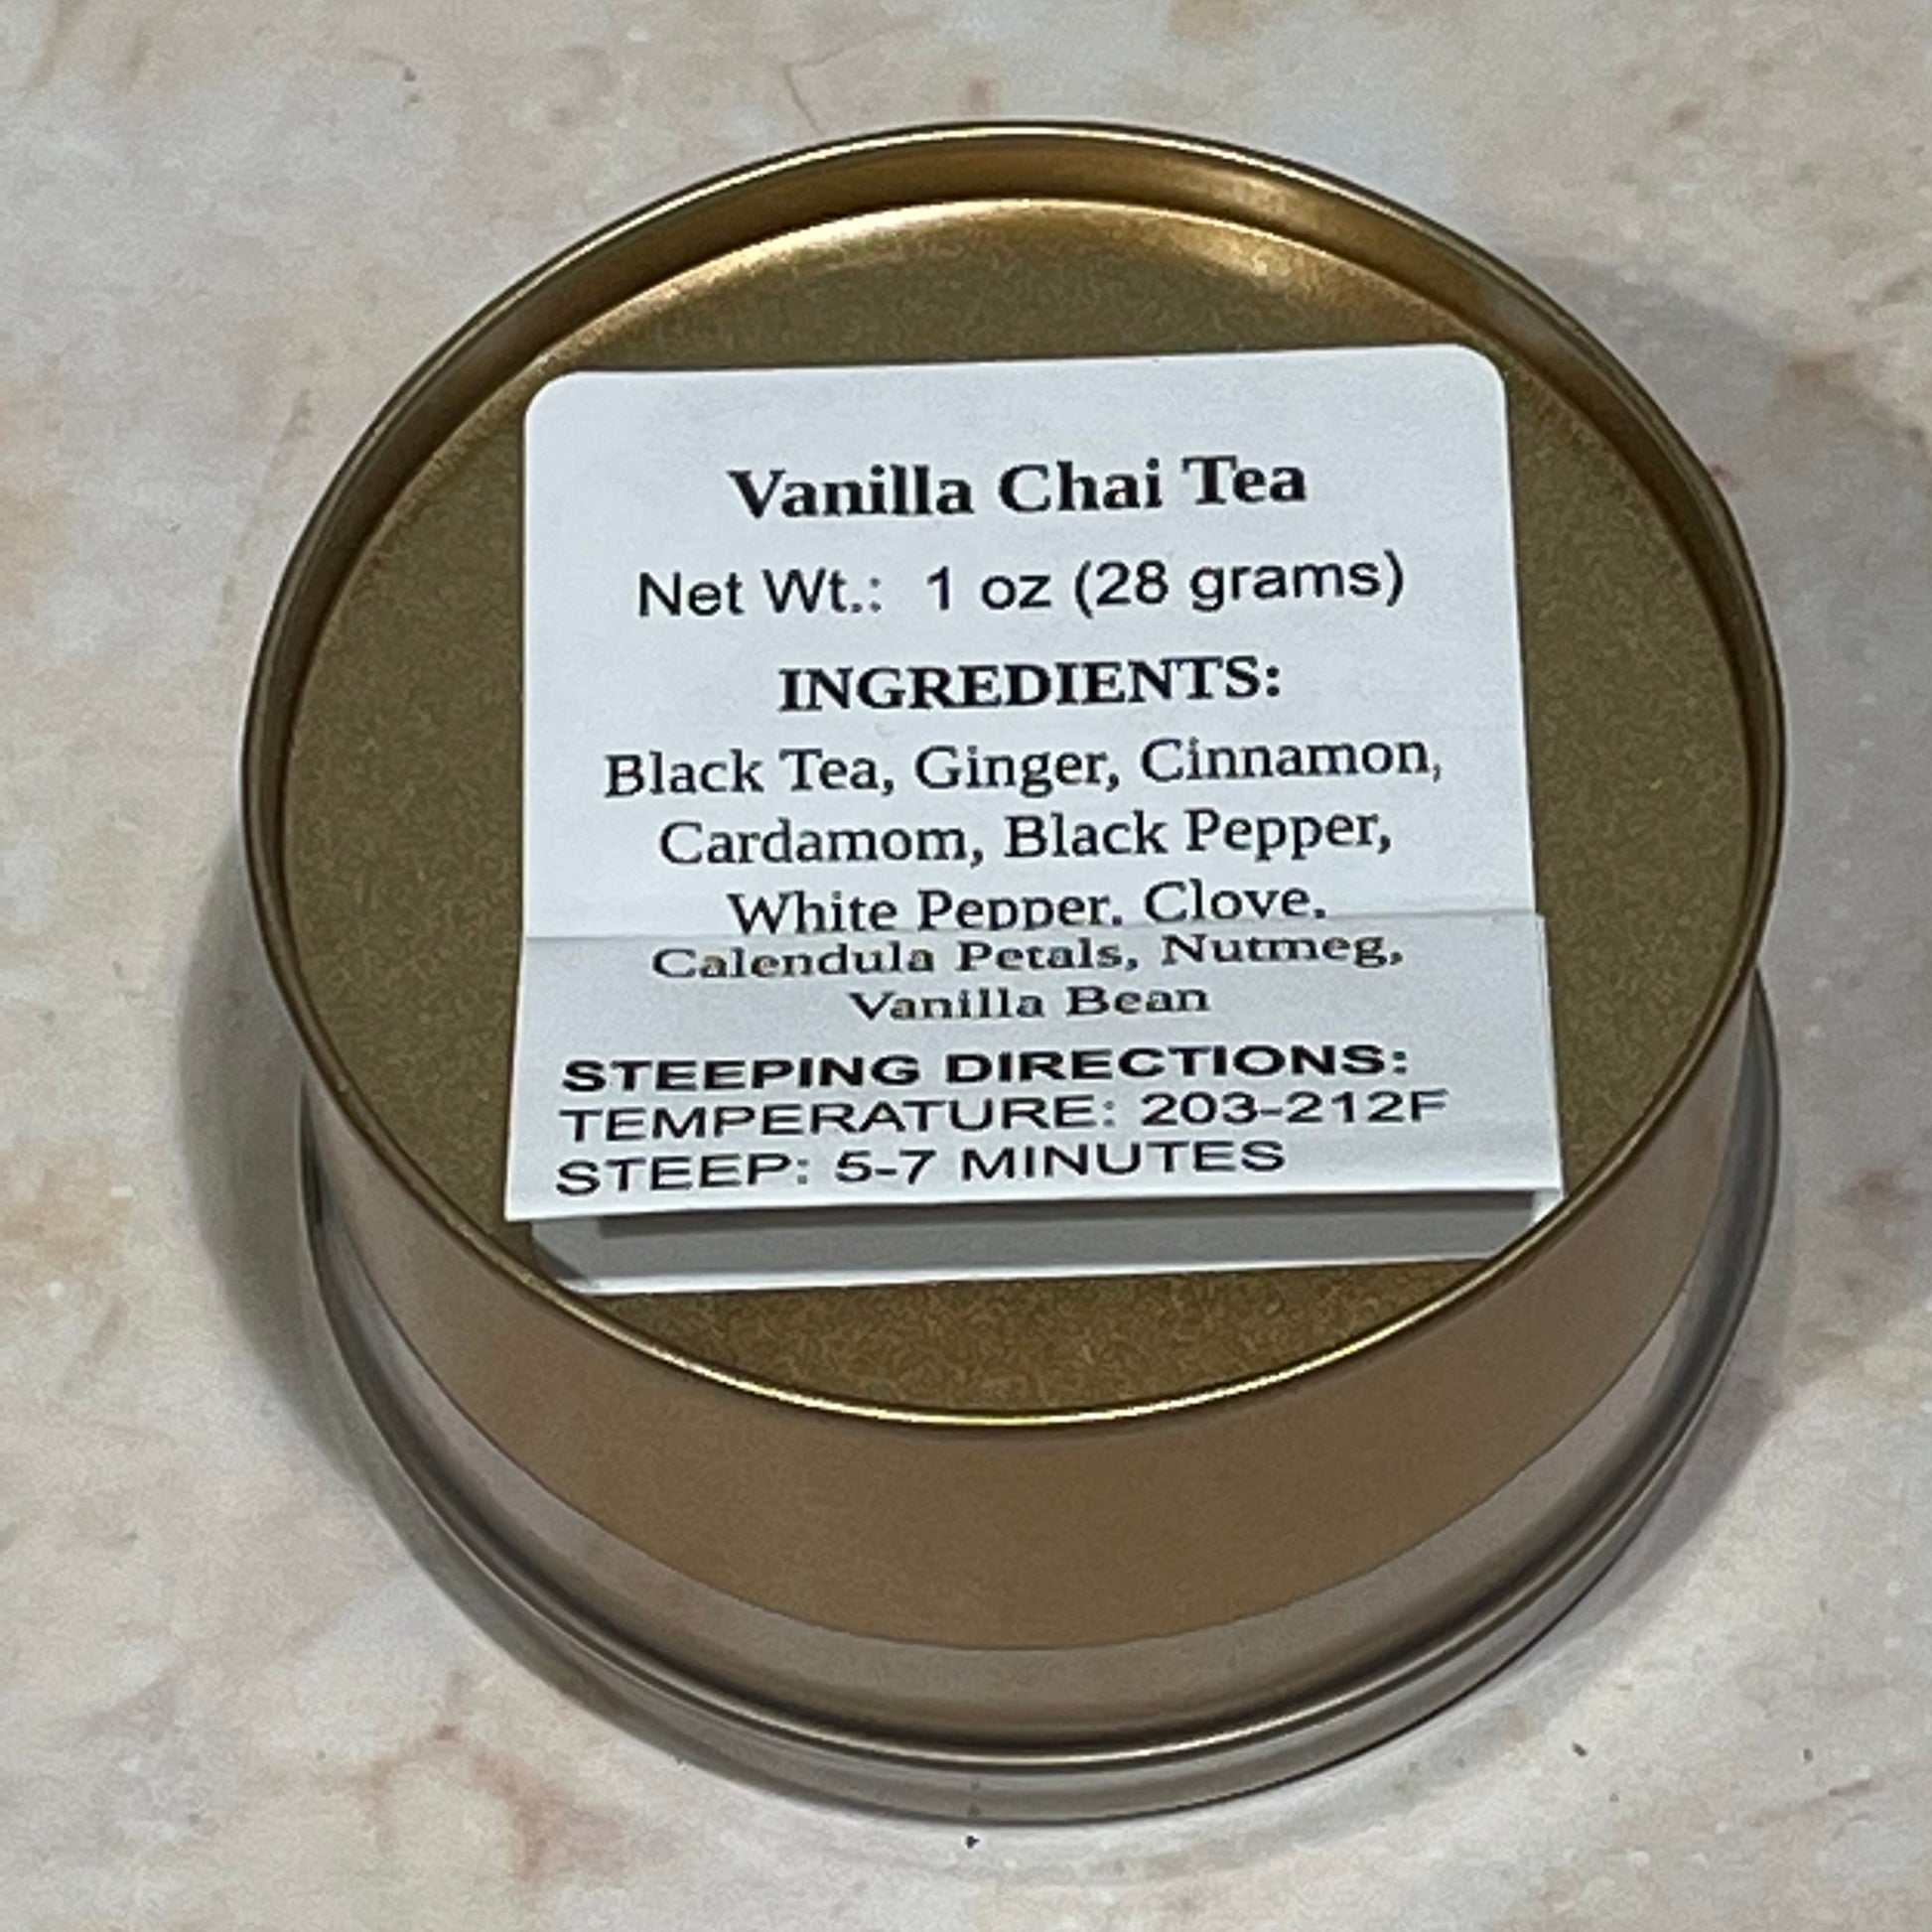 Vanilla Chai Tea
Net Wt.: 1 oz (28 grams)
INGREDIENTS:
Black Tea, Ginger, Cinnamon,
Cardamom, Black Pepper,
White Pepper, Clove,
Calendula Petals, Nutmeg,
Vanilla Bean
STEEPING DIRECTIONS:
TEMPERATURE: 203-212F
STEEP: 5-7 MINUTES